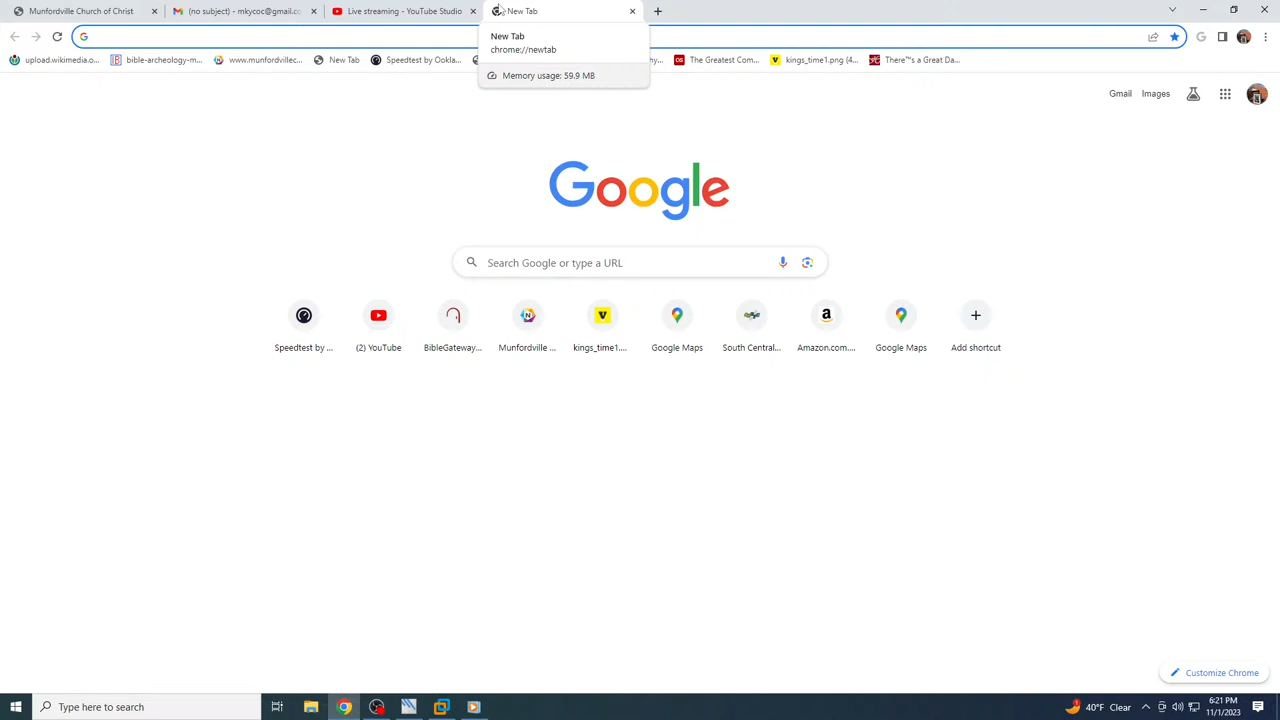 Munfordville Church of Christ
(no subject) - mkycoc@gmail.co
Live streaming - YouTube Studio
New Tab
New Tab
chrome://newtab
Memory usage: 59.9 MB
upload.wikimedia.o...
bible-archeology-m...
www.munfordvillec...
New Tab
Speedtest by Ookla...
The Greatest Com...
kings_time1.png (4...
There™s a Great Da...
Gmail
Images
Google
Search Google or type a URL
Speedtest by ...
(2) YouTube
BibleGateway...
Munfordville ...
kings_time1....
Google Maps
South Central...
Amazon.com....
Google Maps
Add shortcut
Customize Chrome
Type here to search
40°F Clear
6:21 PM
11/1/2023